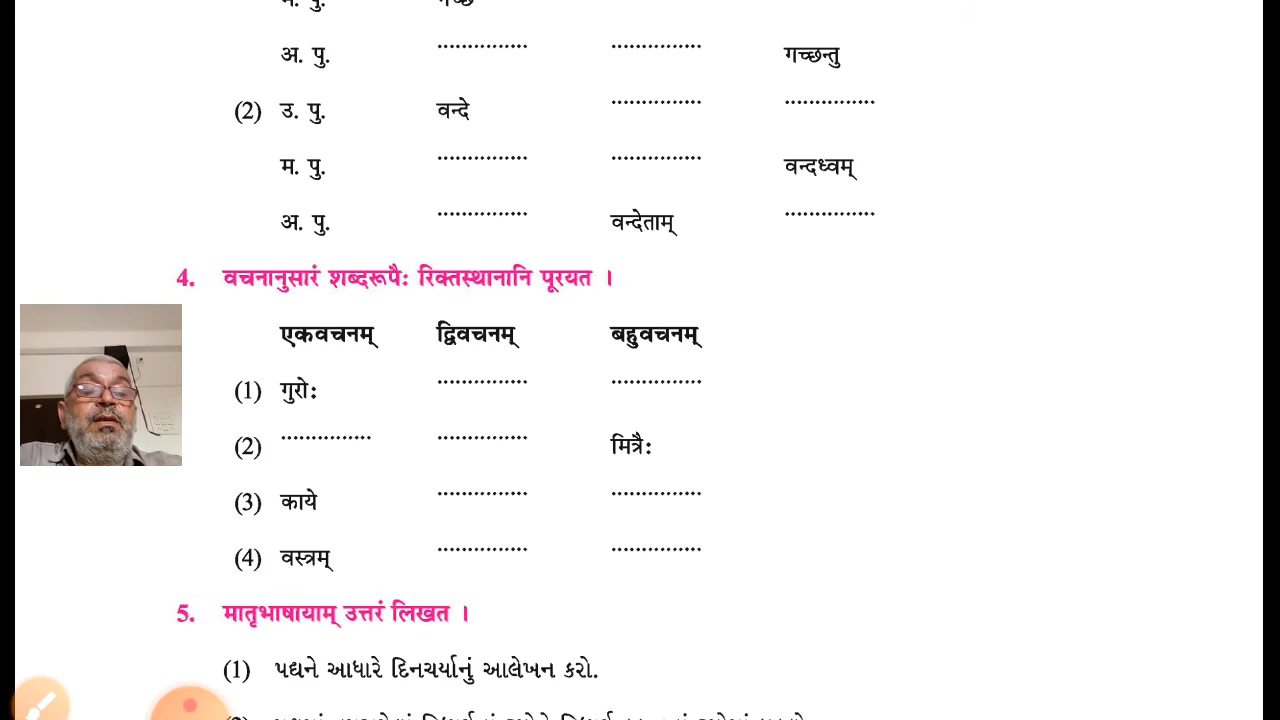 म. पु. गच्छ
अ. पु. ............... ............... गच्छन्तु
(2) उ. पु. वन्दे ............... ...............
म. पु. ............... ............... वन्दध्वम्
अ. पु. ............... वन्देताम् ...............
4. वचनानुसारं शब्दरूपैः रिक्तस्थानानि पूरयत ।
एकवचनम् द्विवचनम् बहुवचनम्
(1) गुरोः ............... ...............
(2) ............... ............... मित्रैः
(3) काये ............... ...............
(4) वस्त्रम् ............... ...............
5. मातृभाषायाम् उत्तरं लिखत ।
(1) પદ્યને આધારે દિનચર્યાનું આલેખન કરો.